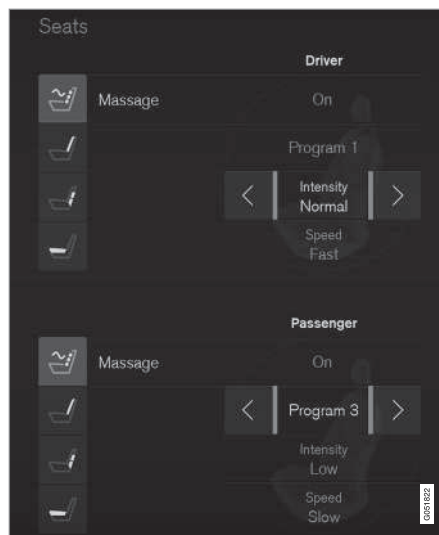 Seats
Driver
Massage On
Program 1
Intensity
Normal
Speed
Fast
Passenger
Massage On
Program 3
Intensity
Low
Speed
Slow
G051822